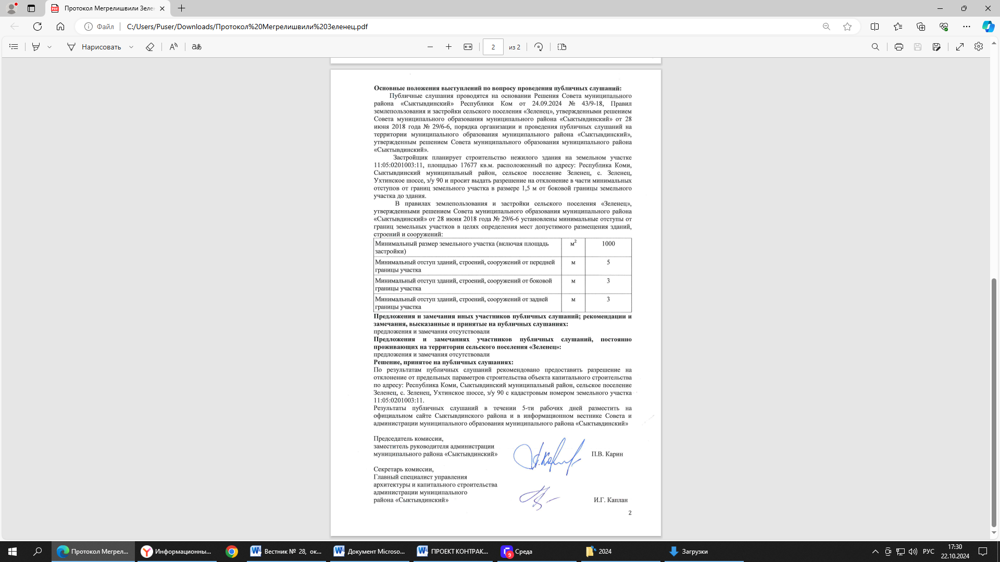 Протокол Мегрелишвили Зелен
Файл
C:/Users/Puser/Downloads/Протокол%20Мегрелишвили%20Зеленец.pdf
Нарисовать
2
из 2
Основные положения выступлений по вопросу проведения публичных слушаний:
Публичные слушания проводятся на основании Решения Совета муниципального
района «Сыктывдинский» Республики Ком от 24.09.2024 № 43/9-18, Правил
землепользования и застройки сельского поселения «Зеленец», утвержденными решением
Совета муниципального образования муниципального района «Сыктывдинский» от 28
июня 2018 года № 29/6-6, порядка организации и проведения публичных слушаний на
территории муниципального образования муниципального района «Сыктывдинский»,
утвержденным решением Совета муниципального образования муниципального района
«Сыктывдинский».
Застройщик планирует строительство нежилого здания на земельном участке
11:05:0201003:11, площадью 17677 кв.м. расположенный по адресу: Республика Коми,
Сыктывдинский муниципальный район, сельское поселение Зеленец, с. Зеленец,
Ухтинское шоссе, з/у 90 и просит выдать разрешение на отклонение в части минимальных
отступов от границ земельного участка в размере 1,5 м от боковой границы земельного
участка до здания.
В правилах землепользования и застройки сельского поселения «Зеленец»,
утвержденными решением Совета муниципального образования муниципального района
«Сыктывдинский» от 28 июня 2018 года № 29/6-6 установлены минимальные отступы от
границ земельных участков в целях определения мест допустимого размещения зданий,
строений и сооружений:
Минимальный размер земельного участка (включая площадь м² 1000
застройки)
Минимальный отступ зданий, строений, сооружений от передней м 5
границы участка
Минимальный отступ зданий, строений, сооружений от боковой м 3
границы участка
Минимальный отступ зданий, строений, сооружений от задней м 3
границы участка
Предложения и замечания иных участников публичных слушаний; рекомендации и
замечания, высказанные и принятые на публичных слушаниях:
предложения и замечания отсутствовали
Предложения и замечаниях участников публичных слушаний, постоянно
проживающих на территории сельского поселения «Зеленец»:
предложения и замечания отсутствовали
Решение, принятое на публичных слушаниях:
По результатам публичных слушаний рекомендовано предоставить разрешение на
отклонение от предельных параметров строительства объекта капитального строительства
по адресу: Республика Коми, Сыктывдинский муниципальный район, сельское поселение
Зеленец, с. Зеленец, Ухтинское шоссе, з/у 90 с кадастровым номером земельного участка
11:05:0201003:11.
Результаты публичных слушаний в течении 5-ти рабочих дней разместить на
официальном сайте Сыктывдинского района и в информационном вестнике Совета и
администрации муниципального образования муниципального района «Сыктывдинский»
Председатель комиссии,
заместитель руководителя администрации
муниципального района «Сыктывдинский» П.В. Карин
Секретарь комиссии,
Главный специалист управления
архитектуры и капитального строительства
администрации муниципального
района «Сыктывдинский» И.Г. Каплан
2
Протокол Мегрел...
Информационны...
Вестник № 28, ок...
Документ Microso...
ПРОЕКТ КОНТРАК...
9
Среда
2024
Загрузки
РУС
17:30
22.10.2024